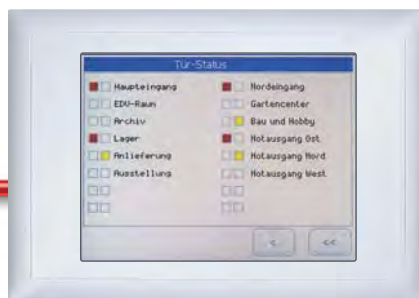 Tür-Status
Haupteingang
EDV-Raum
Archiv
Lager
Anlieferung
Ausstellung
Nordeingang
Gartencenter
Bau und Hobby
Notausgang Ost
Notausgang Nord
Notausgang West
< <<